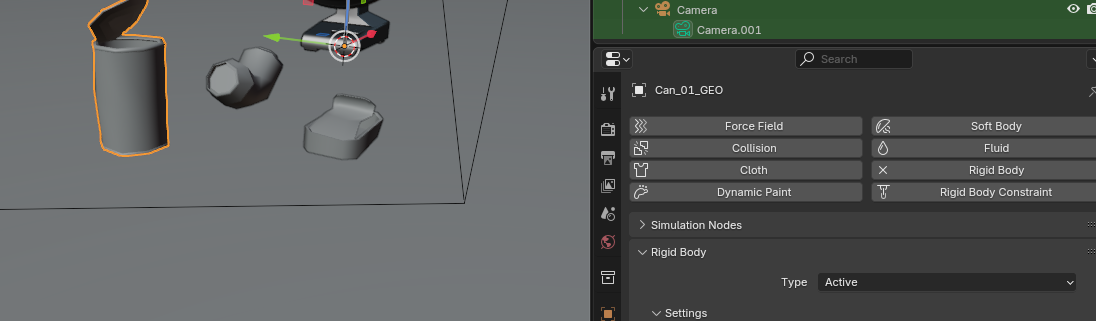 Camera
Camera.001
Search
Can_01_GEO
Force Field
Soft Body
Collision
Fluid
Cloth
Rigid Body
Dynamic Paint
Rigid Body Constraint
Simulation Nodes
Rigid Body
Type Active
Settings